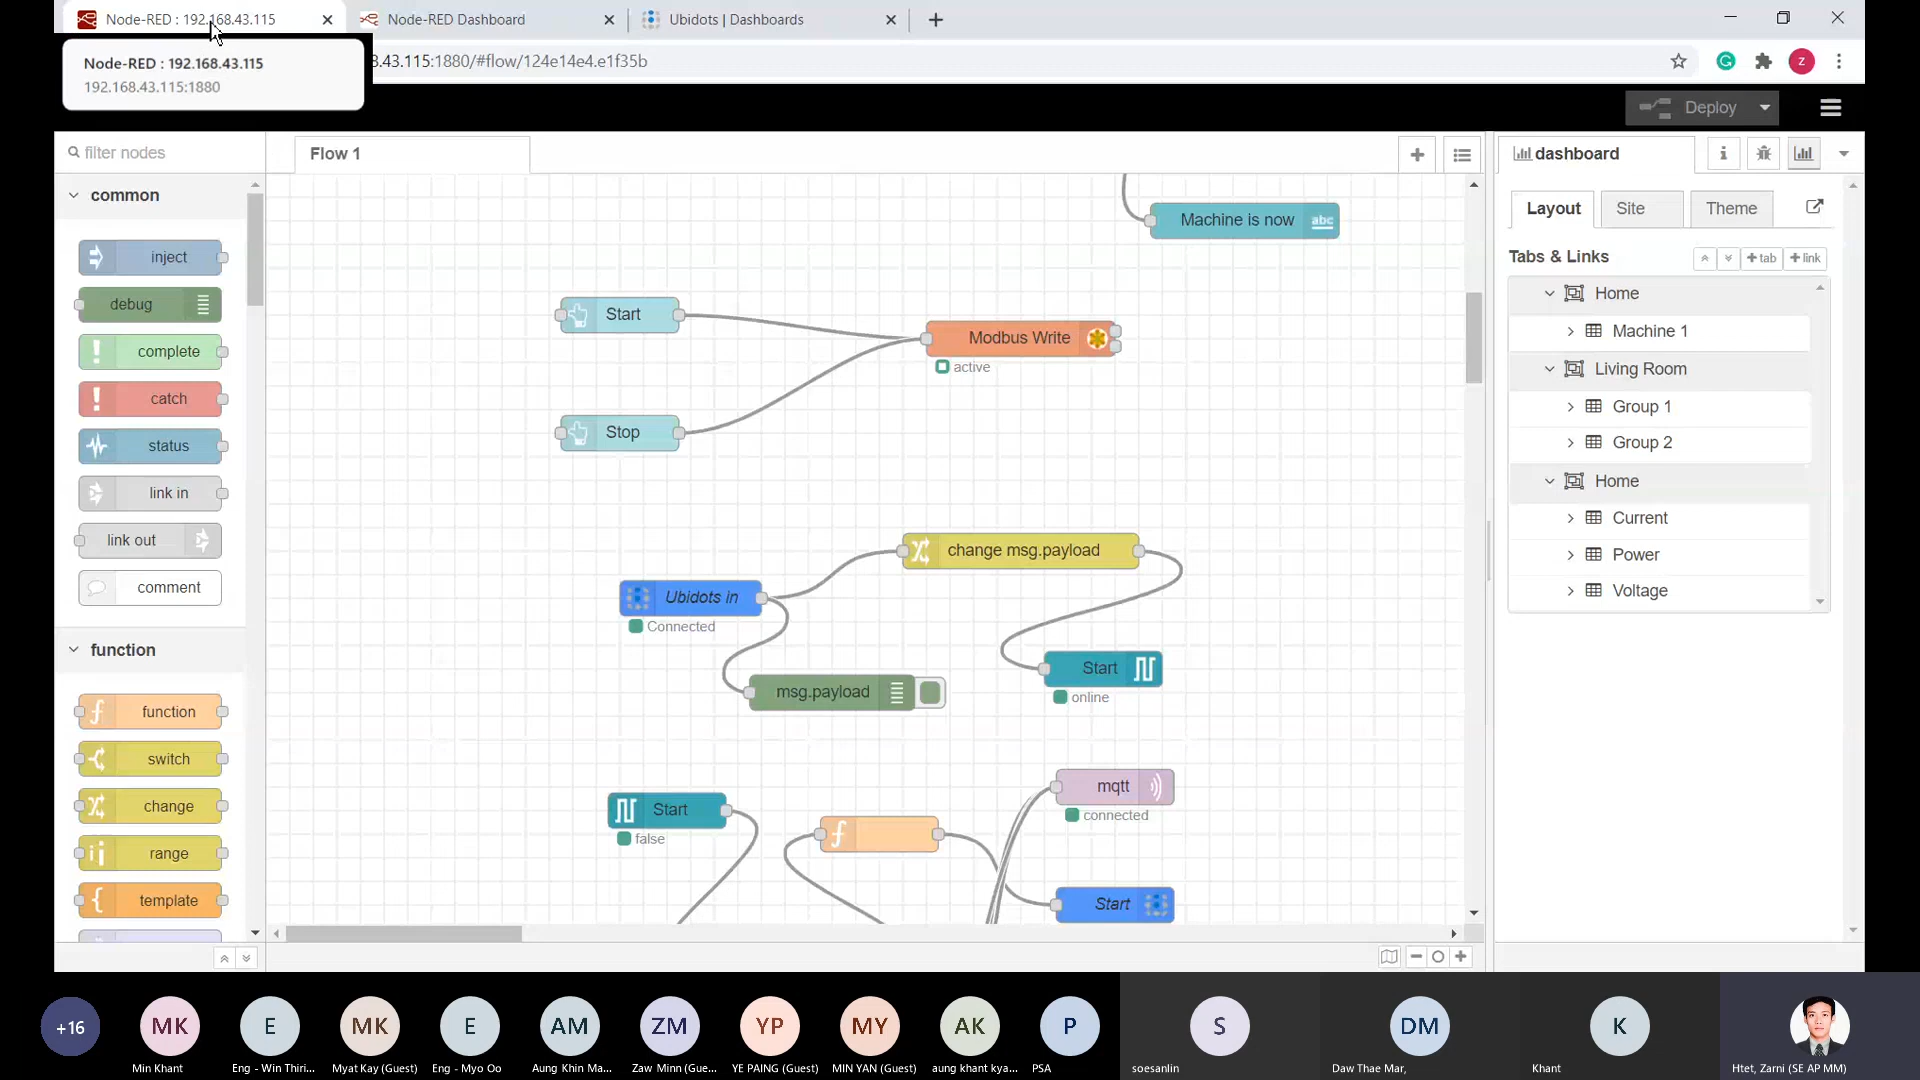 Node-RED : 192.168.43.115
Node-RED Dashboard
Ubidots | Dashboards
Node-RED : 192.168.43.115
192.168.43.115:1880
3.43.115:1880/#flow/124e14e4.e1f35b
z
Deploy
filter nodes
Flow 1
dashboard
common
inject
debug
complete
catch
status
link in
link out
comment
function
function
switch
change
range
template
Machine is now
abc
Start
Modbus Write
active
Stop
change msg.payload
Ubidots in
Connected
msg.payload
Start
online
Start
false
mqtt
connected
Start
Layout
Site
Theme
Tabs & Links
tab
link
Home
Machine 1
Living Room
Group 1
Group 2
Home
Current
Power
Voltage
+16
MK
E
MK
E
AM
ZM
YP
MY
AK
P
S
DM
K
Min Khant
Eng - Win Thiri...
Myat Kay (Guest)
Eng - Myo Oo
Aung Khin Ma...
Zaw Minn (Gue...
YE PAING (Guest)
MIN YAN (Guest)
aung khant kya...
PSA
soesanlin
Daw Thae Mar,
Khant
Htet, Zarni (SE AP MM)